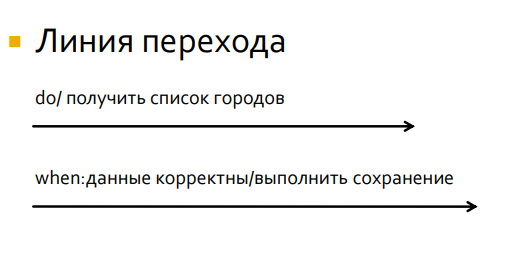 Линия перехода
do/ получить список городов
when:данные корректны/выполнить сохранение